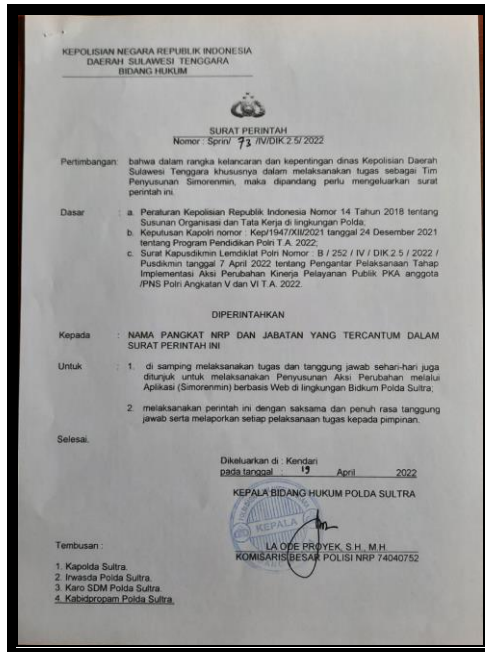 KEPOLISIAN NEGARA REPUBLIK INDONESIA
DAERAH SULAWESI TENGGARA
BIDANG HUKUM
SURAT PERINTAH
Nomor : Sprin/ 73 /IV/DIK.2.5/ 2022
Pertimbangan: bahwa dalam rangka kelancaran dan kepentingan dinas Kepolisian Daerah
Sulawesi Tenggara khususnya dalam melaksanakan tugas sebagai Tim
Penyusunan Simorenmin, maka dipandang perlu mengeluarkan surat
perintah ini.
Dasar : a. Peraturan Kepolisian Republik Indonesia Nomor 14 Tahun 2018 tentang
Susunan Organisasi dan Tata Kerja di lingkungan Polda;
b. Keputusan Kapolri nomor : Kep/1947/XII/2021 tanggal 24 Desember 2021
tentang Program Pendidikan Polri T.A. 2022;
c. Surat Kapusdikmin Lemdiklat Polri Nomor : B / 252 / IV / DIK.2.5 / 2022 /
Pusdikmin tanggal 7 April 2022 tentang Pengantar Pelaksanaan Tahap
Implementasi Aksi Perubahan Kinerja Pelayanan Publik PKA anggota
/PNS Polri Angkatan V dan VI T.A. 2022.
DIPERINTAHKAN
Kepada : NAMA PANGKAT NRP DAN JABATAN YANG TERCANTUM DALAM
SURAT PERINTAH INI
Untuk : 1. di samping melaksanakan tugas dan tanggung jawab sehari-hari juga
ditunjuk untuk melaksanakan Penyusunan Aksi Perubahan melalui
Aplikasi (Simorenmin) berbasis Web di lingkungan Bidkum Polda Sultra;
2. melaksanakan perintah ini dengan saksama dan penuh rasa tanggung
jawab serta melaporkan setiap pelaksanaan tugas kepada pimpinan.
Selesai.
Dikeluarkan di : Kendari
pada tanggal : 19 April 2022
KEPALA BIDANG HUKUM POLDA SULTRA
KEPALA
LA ODE PROYEK, S.H., M.H.
KOMISARIS BESAR POLISI NRP 74040752
Tembusan :
1. Kapolda Sultra.
2. Irwasda Polda Sultra.
3. Karo SDM Polda Sultra.
4. Kabidpropam Polda Sultra.